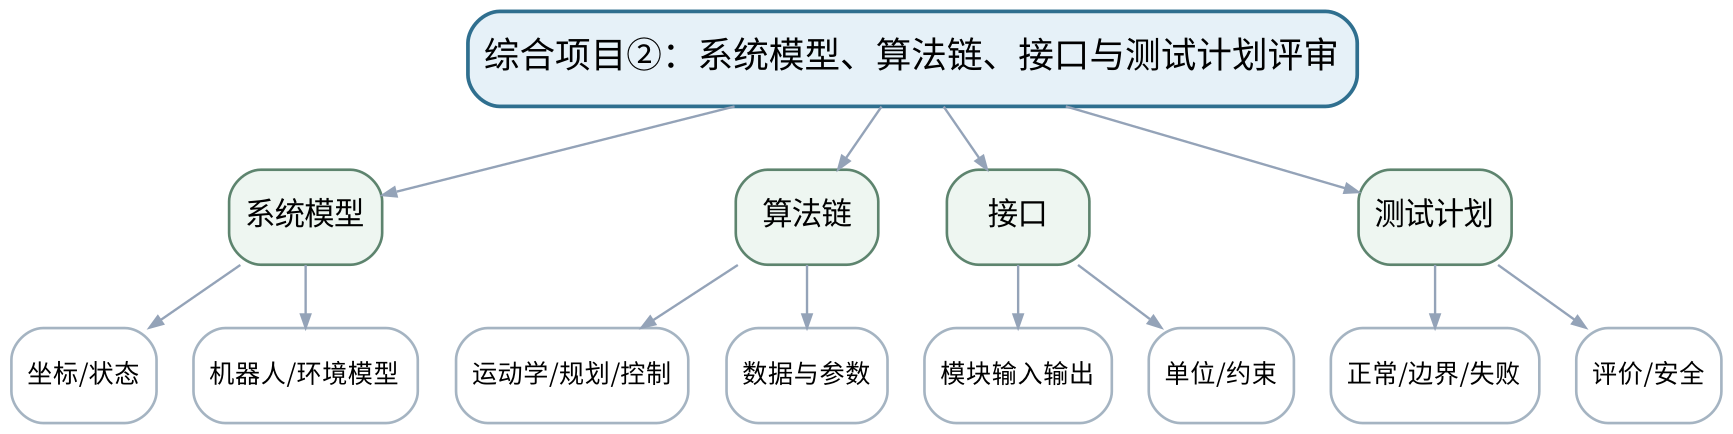 综合项目②：系统模型、算法链、接口与测试计划评审
系统模型
算法链
接口
测试计划
坐标/状态
机器人/环境模型
运动学/规划/控制
数据与参数
模块输入输出
单位/约束
正常/边界/失败
评价/安全